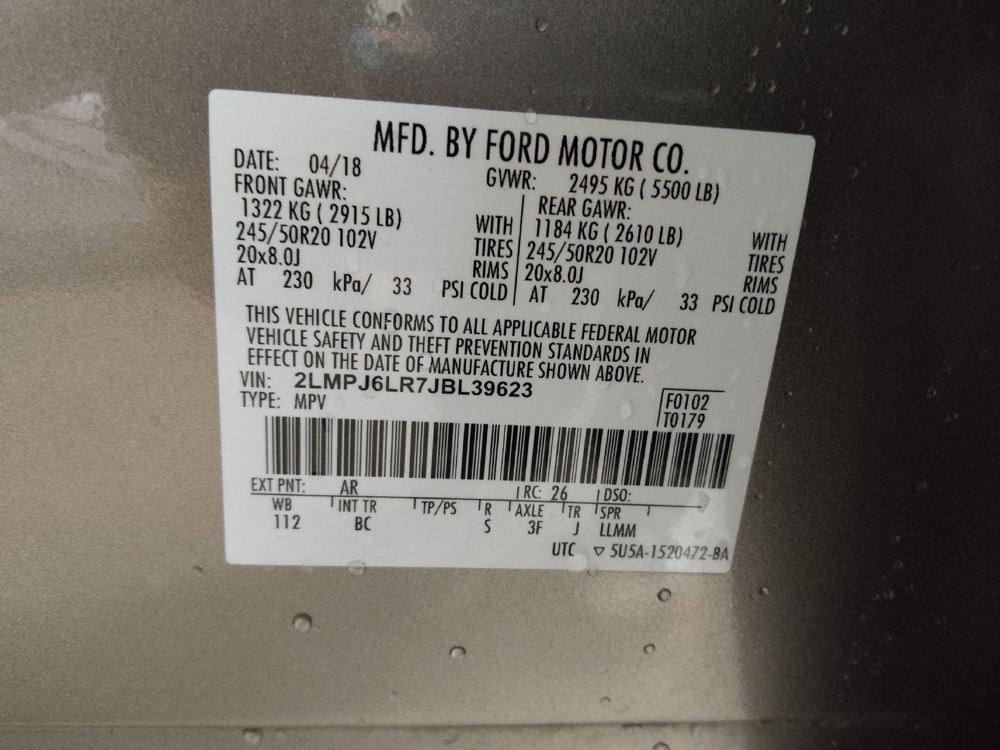 MFD. BY FORD MOTOR CO.
DATE: 04/18 GVWR: 2495 KG ( 5500 LB)
FRONT GAWR: REAR GAWR:
1322 KG ( 2915 LB) WITH 1184 KG ( 2610 LB) WITH
245/50R20 102V TIRES 245/50R20 102V TIRES
20x8.0J RIMS 20x8.0J RIMS
AT 230 kPa/ 33 PSI COLD AT 230 kPa/ 33 PSI COLD
THIS VEHICLE CONFORMS TO ALL APPLICABLE FEDERAL MOTOR
VEHICLE SAFETY AND THEFT PREVENTION STANDARDS IN
EFFECT ON THE DATE OF MANUFACTURE SHOWN ABOVE.
VIN: 2LMPJ6LR7JBL39623
TYPE: MPV
F0102
T0179
EXT PNT: AR RC: 26 DSO:
WB INT TR TP/PS R AXLE TR SPR
112 BC S 3F J LLMM
UTC ▽ 5U5A-1520472-BA